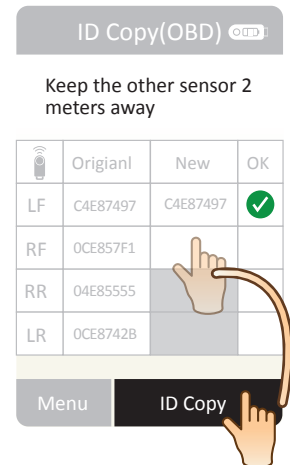 ID Copy(OBD)
Keep the other sensor 2
meters away
Origianl New OK
LF C4E87497 C4E87497
RF 0CE857F1
RR 04E85555
LR 0CE8742B
Menu ID Copy